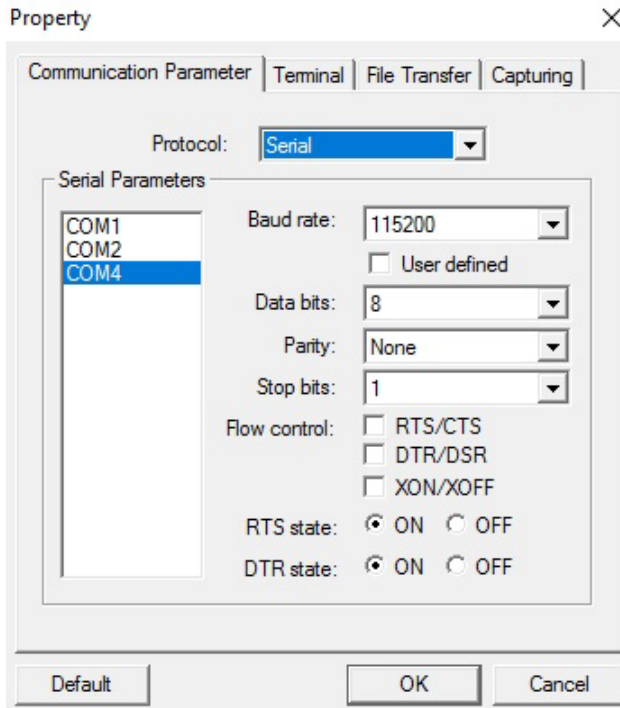 Property
Communication Parameter Terminal File Transfer Capturing
Protocol: Serial
Serial Parameters
COM1
COM2
COM4
Baud rate: 115200
User defined
Data bits: 8
Parity: None
Stop bits: 1
Flow control: RTS/CTS
DTR/DSR
XON/XOFF
RTS state: ON OFF
DTR state: ON OFF
Default OK Cancel